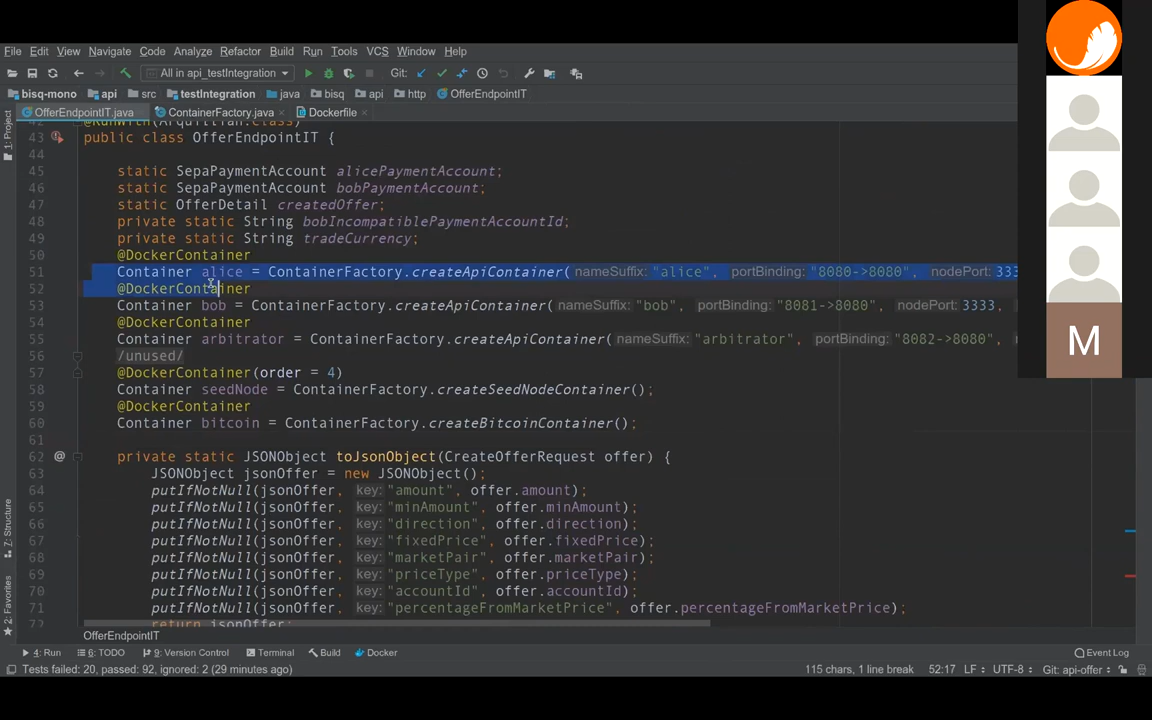 File Edit View Navigate Code Analyze Refactor Build Run Tools VCS Window Help
All in api_testIntegration Git:
bisq-mono api src testIntegration java bisq api http OfferEndpointIT
OfferEndpointIT.java ContainerFactory.java Dockerfile
43 public class OfferEndpointIT {
44
45 static SepaPaymentAccount alicePaymentAccount;
46 static SepaPaymentAccount bobPaymentAccount;
47 static OfferDetail createdOffer;
48 private static String bobIncompatiblePaymentAccountId;
49 private static String tradeCurrency;
50 @DockerContainer
51 Container alice = ContainerFactory.createApiContainer( nameSuffix: "alice", portBinding: "8080->8080", nodePort: 333
52 @DockerContainer
53 Container bob = ContainerFactory.createApiContainer( nameSuffix: "bob", portBinding: "8081->8080", nodePort: 3333,
54 @DockerContainer
55 Container arbitrator = ContainerFactory.createApiContainer( nameSuffix: "arbitrator", portBinding: "8082->8080",
56 /unused/
57 @DockerContainer(order = 4)
58 Container seedNode = ContainerFactory.createSeedNodeContainer();
59 @DockerContainer
60 Container bitcoin = ContainerFactory.createBitcoinContainer();
61
62 @ private static JSONObject toJsonObject(CreateOfferRequest offer) {
63 JSONObject jsonOffer = new JSONObject();
64 putIfNotNull(jsonOffer, key: "amount", offer.amount);
65 putIfNotNull(jsonOffer, key: "minAmount", offer.minAmount);
66 putIfNotNull(jsonOffer, key: "direction", offer.direction);
67 putIfNotNull(jsonOffer, key: "fixedPrice", offer.fixedPrice);
68 putIfNotNull(jsonOffer, key: "marketPair", offer.marketPair);
69 putIfNotNull(jsonOffer, key: "priceType", offer.priceType);
70 putIfNotNull(jsonOffer, key: "accountId", offer.accountId);
71 putIfNotNull(jsonOffer, key: "percentageFromMarketPrice", offer.percentageFromMarketPrice);
72 return jsonOffer;
OfferEndpointIT
4: Run 6: TODO 9: Version Control Terminal Build Docker Event Log
Tests failed: 20, passed: 92, ignored: 2 (29 minutes ago) 115 chars, 1 line break 52:17 LF UTF-8 Git: api-offer
1: Project
7: Structure
2: Favorites
M